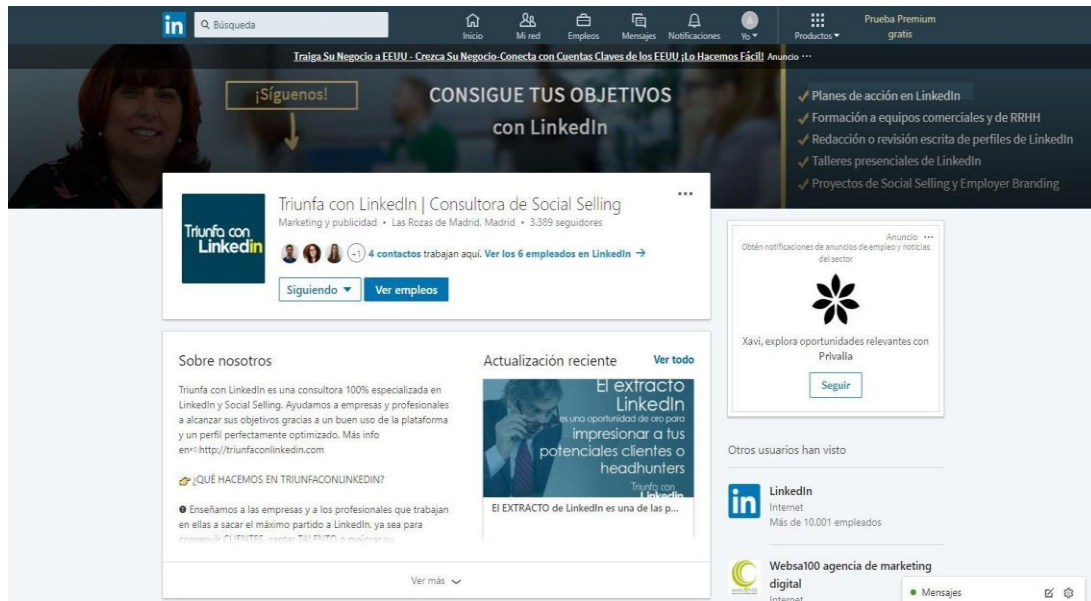 in
Búsqueda
Inicio
Mi red
Empleos
Mensajes
Notificaciones
Yo
Productos
Prueba Premium
gratis
Traiga Su Negocio a EEUU - Crezca Su Negocio-Conecta con Cuentas Claves de los EEUU ¡Lo Hacemos Fácil! Anuncio ...
¡Síguenos!
CONSIGUE TUS OBJETIVOS
con LinkedIn
Planes de acción en LinkedIn
Formación a equipos comerciales y de RRHH
Redacción o revisión escrita de perfiles de LinkedIn
Talleres presenciales de LinkedIn
Proyectos de Social Selling y Employer Branding
Triunfa con
Linkedin
Triunfa con LinkedIn | Consultora de Social Selling
Marketing y publicidad • Las Rozas de Madrid, Madrid • 3.389 seguidores
+1 4 contactos trabajan aquí. Ver los 6 empleados en LinkedIn →
Siguiendo
Ver empleos
Sobre nosotros
Triunfa con LinkedIn es una consultora 100% especializada en
LinkedIn y Social Selling. Ayudamos a empresas y profesionales
a alcanzar sus objetivos gracias a un buen uso de la plataforma
y un perfil perfectamente optimizado. Más info
en<http://triunfaconlinkedin.com
👉 ¿QUÉ HACEMOS EN TRIUNFACONLINKEDIN?
❶ Enseñamos a las empresas y a los profesionales que trabajan
en ellas a sacar el máximo partido a LinkedIn, ya sea para
conseguir CLIENTES, captar TALENTO o mejorar su
Ver más
Actualización reciente
Ver todo
El extracto
LinkedIn
es una oportunidad de oro para
impresionar a tus
potenciales clientes o
headhunters
Triunfa con
Linkedin
El EXTRACTO de LinkedIn es una de las p...
Anuncio ...
Obtén notificaciones de anuncios de empleo y noticias
del sector
Xavi, explora oportunidades relevantes con
Privalia
Seguir
Otros usuarios han visto
in
LinkedIn
Internet
Más de 10.001 empleados
Websa100 agencia de marketing
digital
Internet
Mensajes